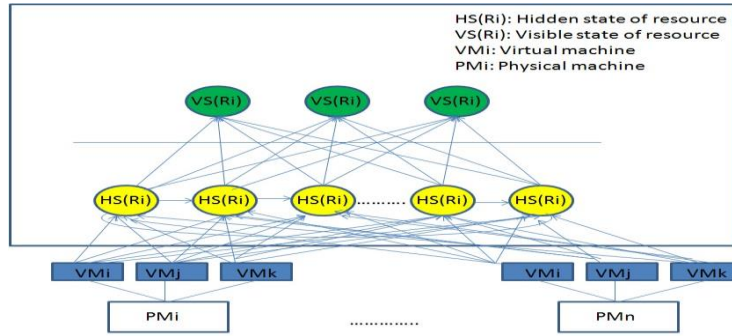 HS(Ri): Hidden state of resource
VS(Ri): Visible state of resource
VMi: Virtual machine
PMi: Physical machine
VS(Ri) VS(Ri) VS(Ri)
HS(Ri) HS(Ri) HS(Ri) .......... HS(Ri) HS(Ri)
VMi VMj VMk VMi VMj VMk
PMi ............. PMn